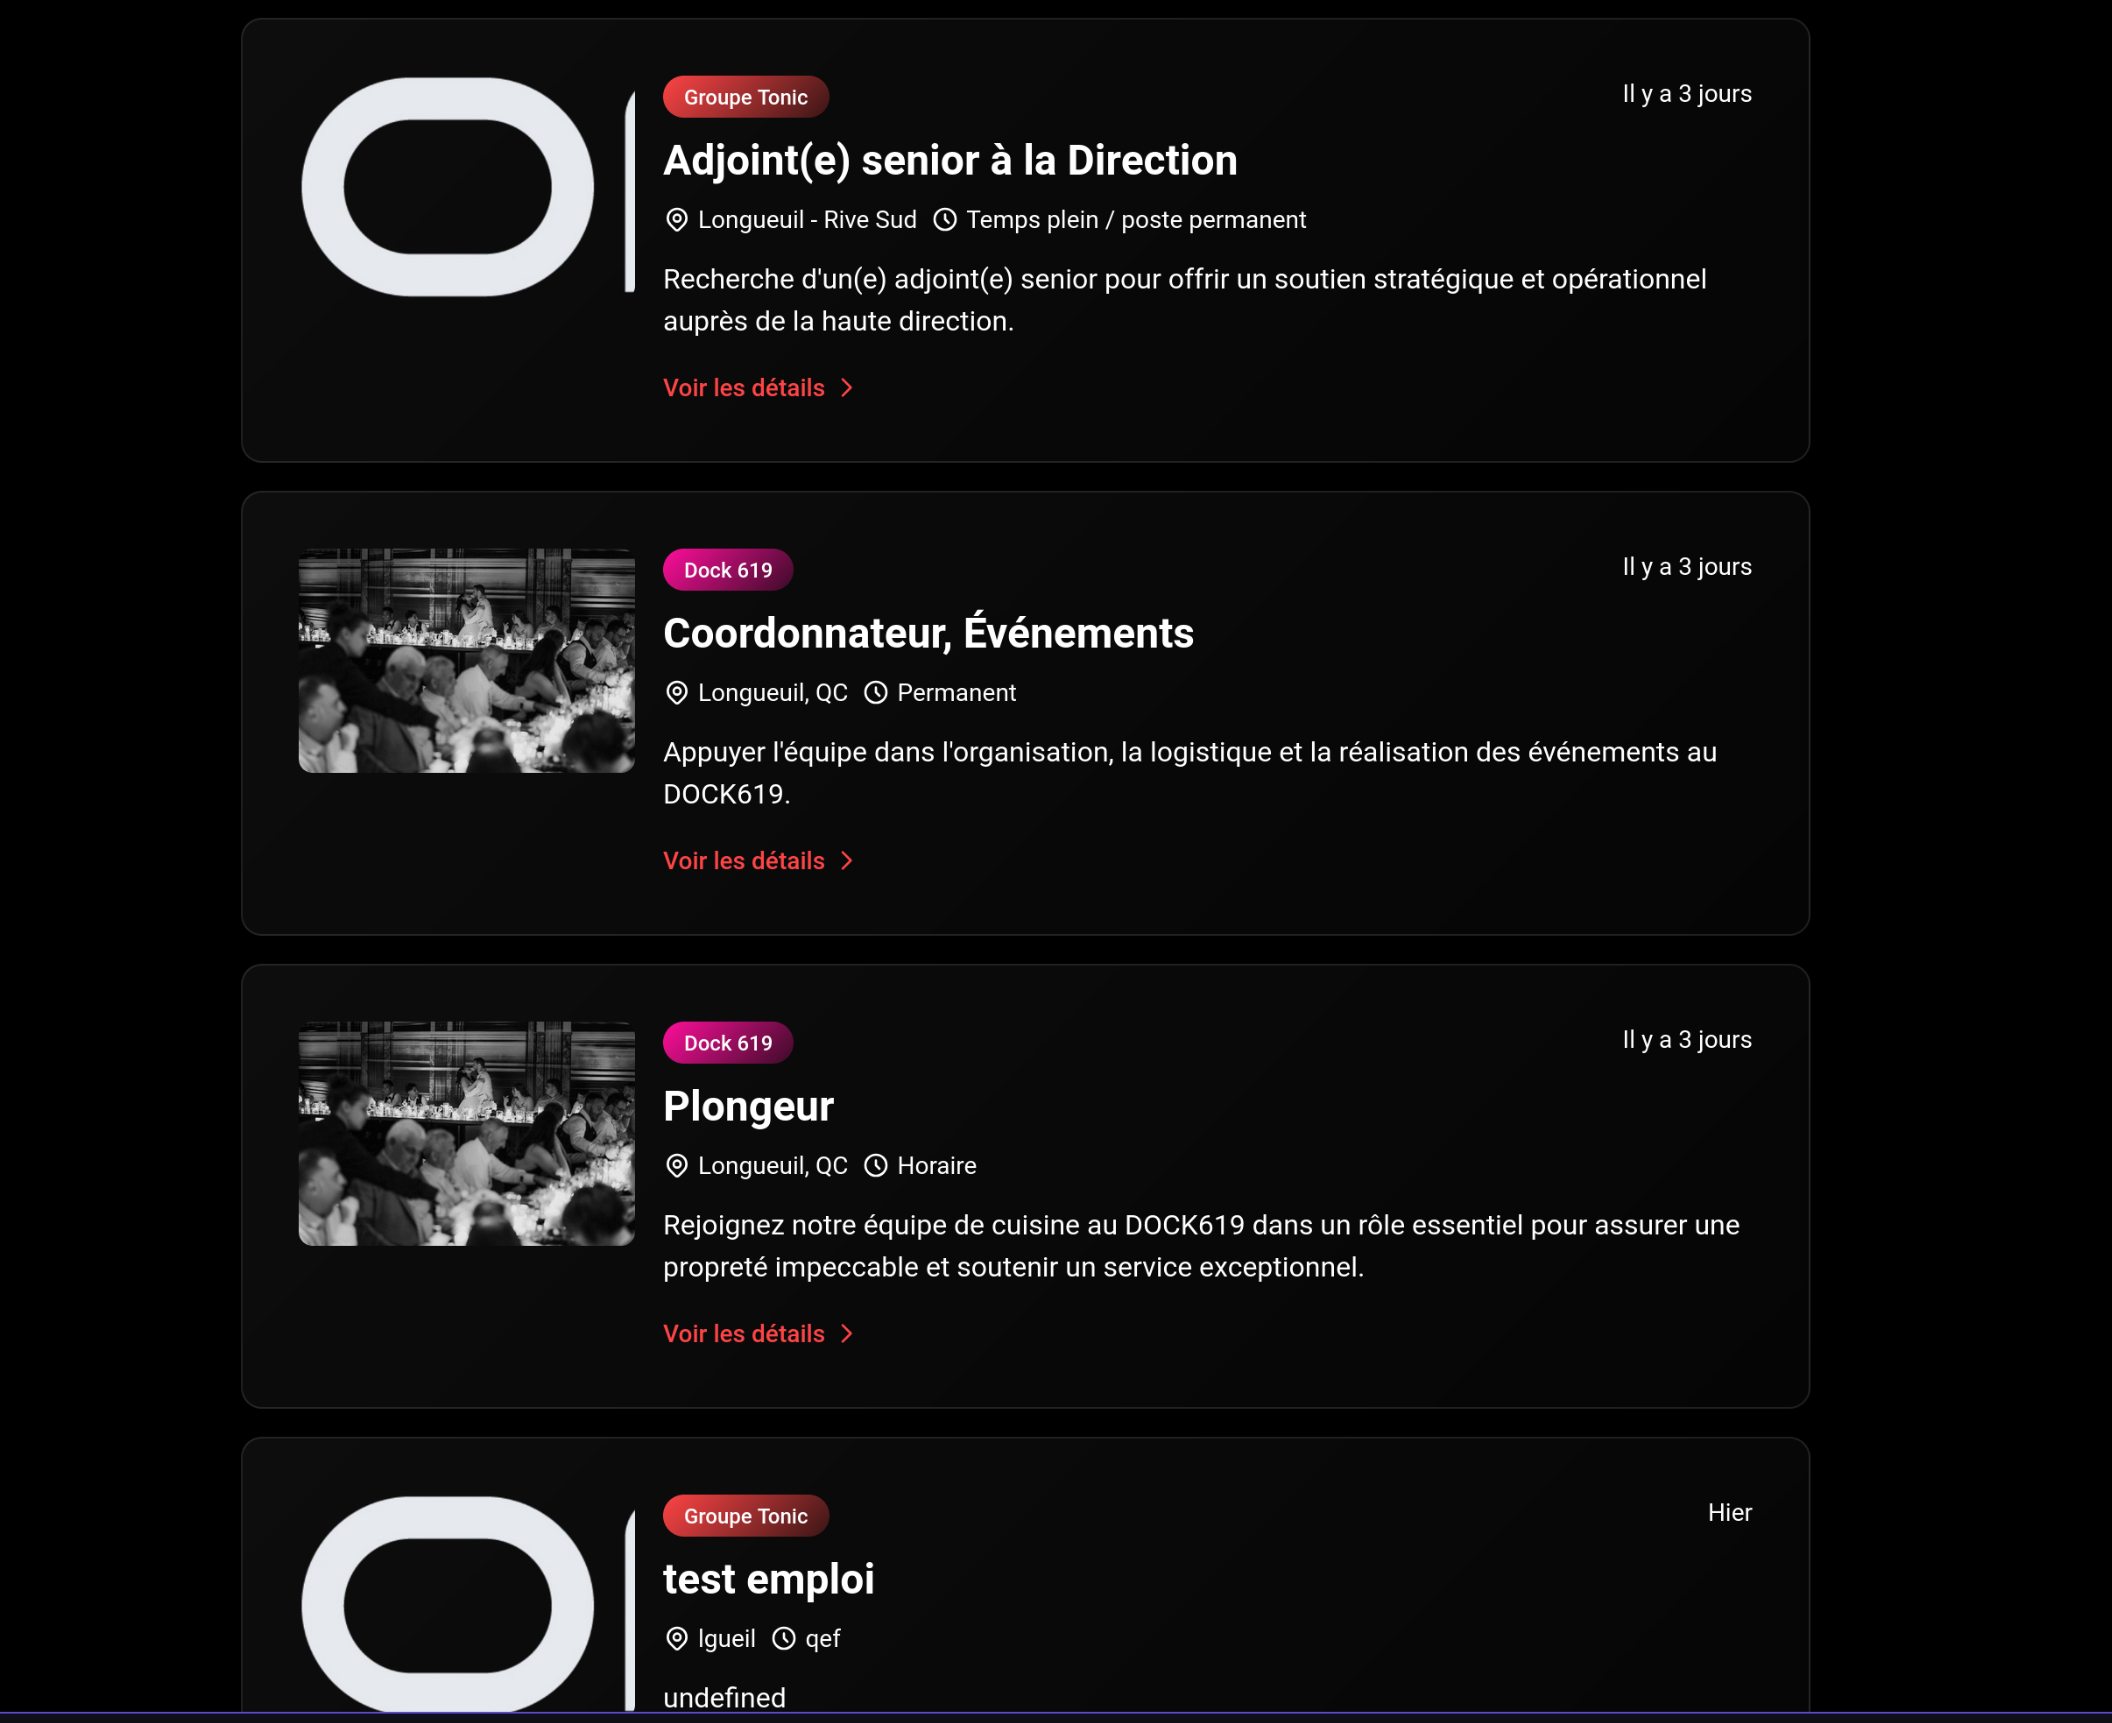 Groupe Tonic
Il y a 3 jours
Adjoint(e) senior à la Direction
Longueuil - Rive Sud Temps plein / poste permanent
Recherche d'un(e) adjoint(e) senior pour offrir un soutien stratégique et opérationnel
auprès de la haute direction.
Voir les détails
Dock 619
Il y a 3 jours
Coordonnateur, Événements
Longueuil, QC Permanent
Appuyer l'équipe dans l'organisation, la logistique et la réalisation des événements au
DOCK619.
Voir les détails
Dock 619
Il y a 3 jours
Plongeur
Longueuil, QC Horaire
Rejoignez notre équipe de cuisine au DOCK619 dans un rôle essentiel pour assurer une
propreté impeccable et soutenir un service exceptionnel.
Voir les détails
Groupe Tonic
Hier
test emploi
lgueil qef
undefined